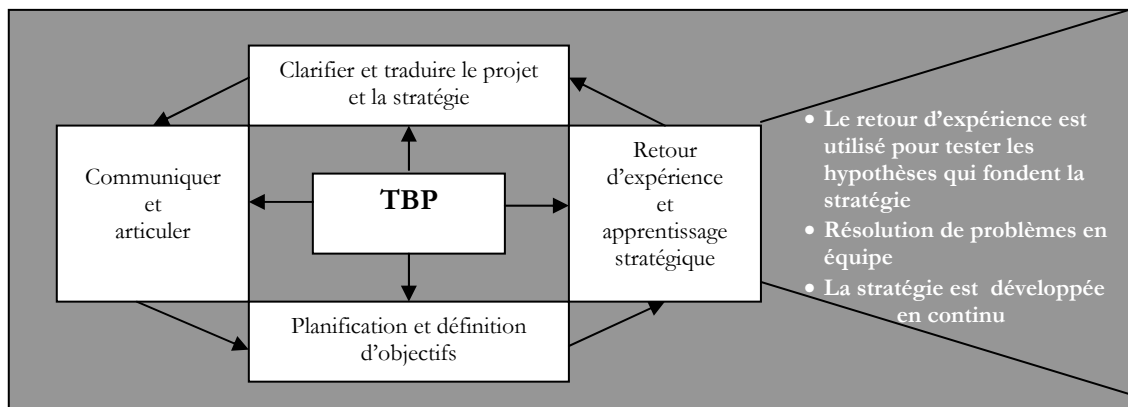 Clarifier et traduire le projet
et la stratégie
Communiquer
et
articuler
TBP
Retour
d'expérience
et
apprentissage
stratégique
Planification et définition
d'objectifs
• Le retour d'expérience est
utilisé pour tester les
hypothèses qui fondent la
stratégie
• Résolution de problèmes en
équipe
• La stratégie est développée
en continu